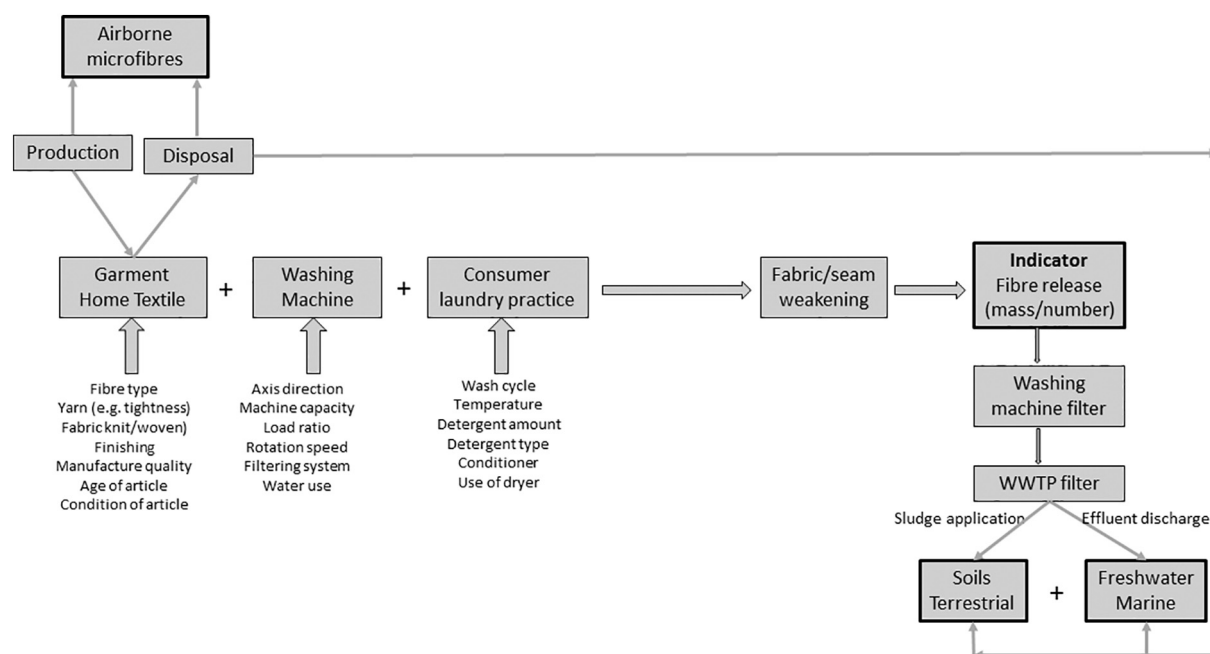 Airborne
microfibres
Production
Disposal
Garment
Home Textile
+
Washing
Machine
+
Consumer
laundry practice
Fabric/seam
weakening
Indicator
Fibre release
(mass/number)
Fibre type
Yarn (e.g. tightness)
Fabric knit/woven)
Finishing
Manufacture quality
Age of article
Condition of article
Axis direction
Machine capacity
Load ratio
Rotation speed
Filtering system
Water use
Wash cycle
Temperature
Detergent amount
Detergent type
Conditioner
Use of dryer
Washing
machine filter
WWTP filter
Sludge application
Effluent discharge
Soils
Terrestrial
+
Freshwater
Marine